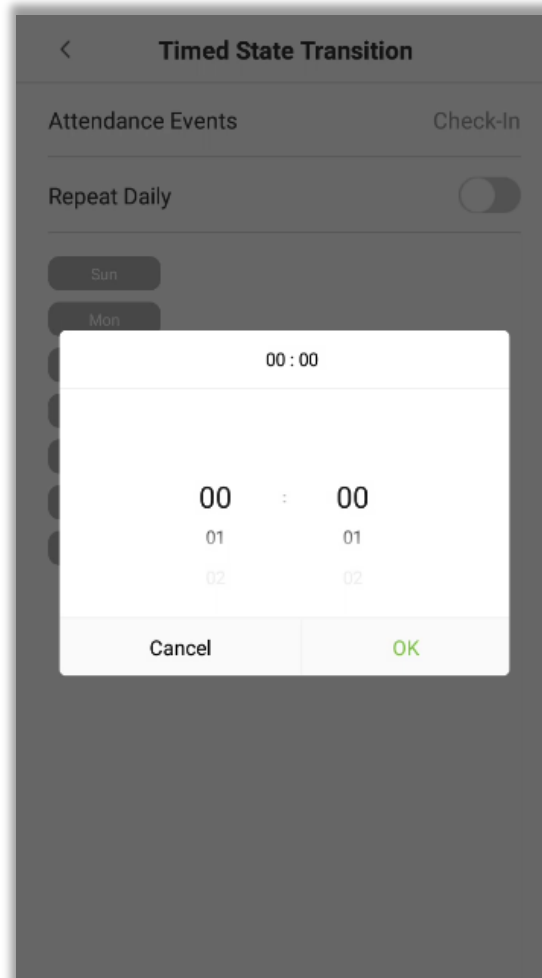 Timed State Transition
Attendance Events Check-In
Repeat Daily
Sun
Mon
00 : 00
00 : 00
01 01
02 02
Cancel OK